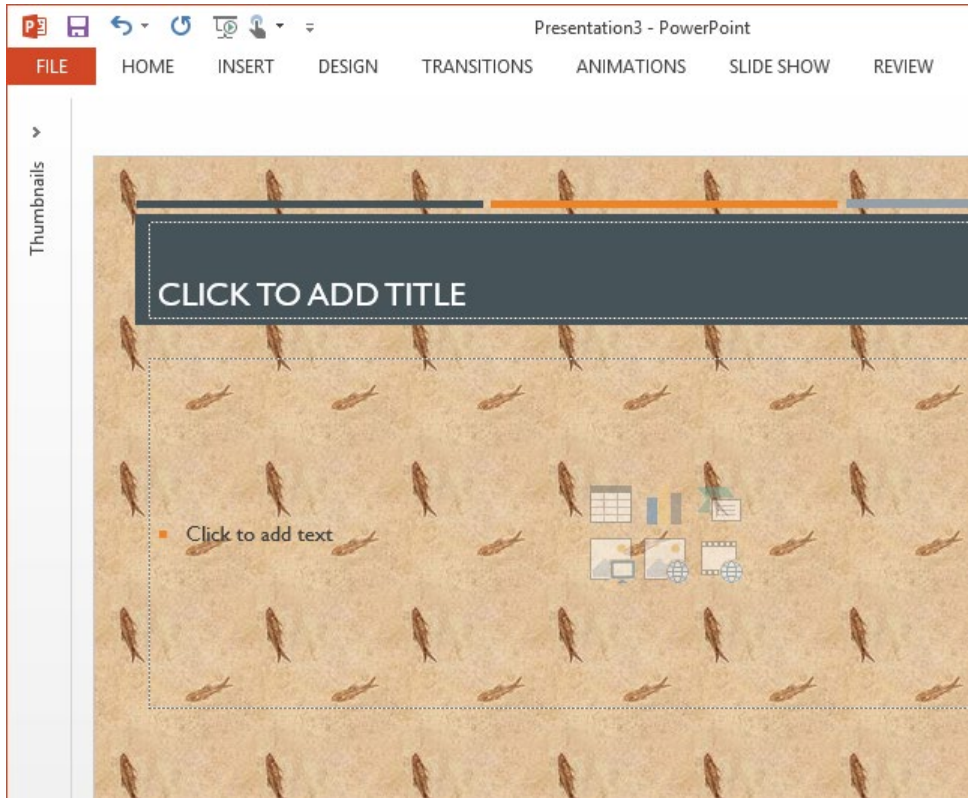 Presentation3 - PowerPoint
FILE HOME INSERT DESIGN TRANSITIONS ANIMATIONS SLIDE SHOW REVIEW
Thumbnails
CLICK TO ADD TITLE
Click to add text